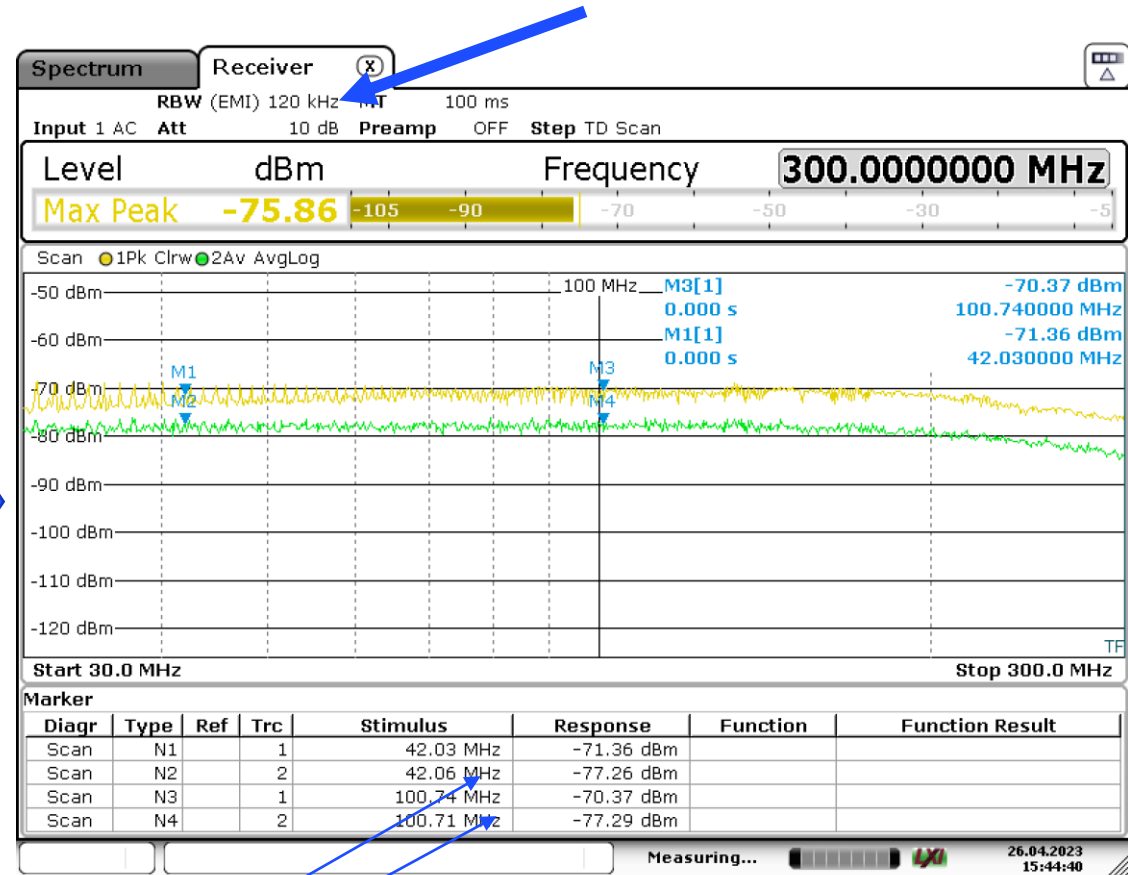 Spectrum Receiver X
RBW (EMI) 120 kHz MT 100 ms
Input 1 AC Att 10 dB Preamp OFF Step TD Scan
Level dBm Frequency 300.0000000 MHz
Max Peak -75.86 -105 -90 -70 -50 -30 -5
Scan 1Pk Clrw 2Av AvgLog
-50 dBm 100 MHz M3[1] -70.37 dBm
0.000 s 100.740000 MHz
-60 dBm M1[1] -71.36 dBm
0.000 s 42.030000 MHz
M1 M3
-70 dBm
M2 M4
-80 dBm
-90 dBm
-100 dBm
-110 dBm
-120 dBm
TF
Start 30.0 MHz Stop 300.0 MHz
Marker
Diagr Type Ref Trc Stimulus Response Function Function Result
Scan N1 1 42.03 MHz -71.36 dBm
Scan N2 2 42.06 MHz -77.26 dBm
Scan N3 1 100.74 MHz -70.37 dBm
Scan N4 2 100.71 MHz -77.29 dBm
Measuring... LXI 26.04.2023
15:44:40